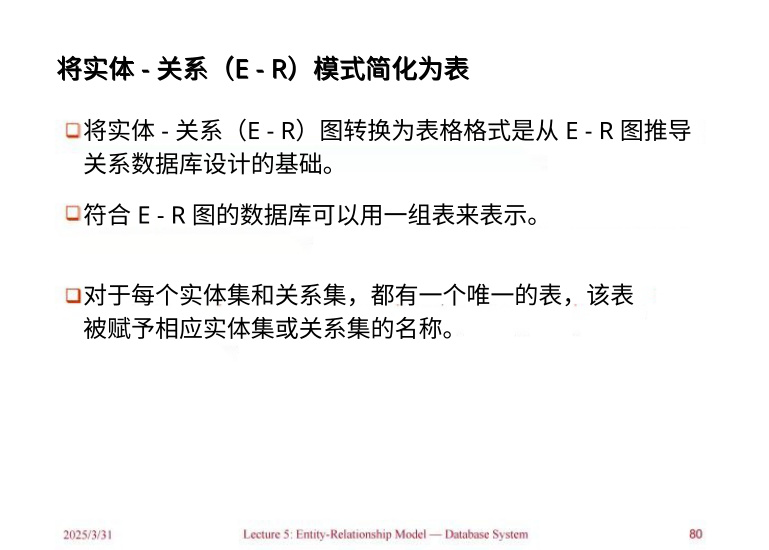 将实体 - 关系（E - R）模式简化为表
将实体 - 关系（E - R）图转换为表格格式是从 E - R 图推导
关系数据库设计的基础。
符合 E - R 图的数据库可以用一组表来表示。
对于每个实体集和关系集，都有一个唯一的表，该表
被赋予相应实体集或关系集的名称。
2025/3/31 Lecture 5: Entity-Relationship Model — Database System 80